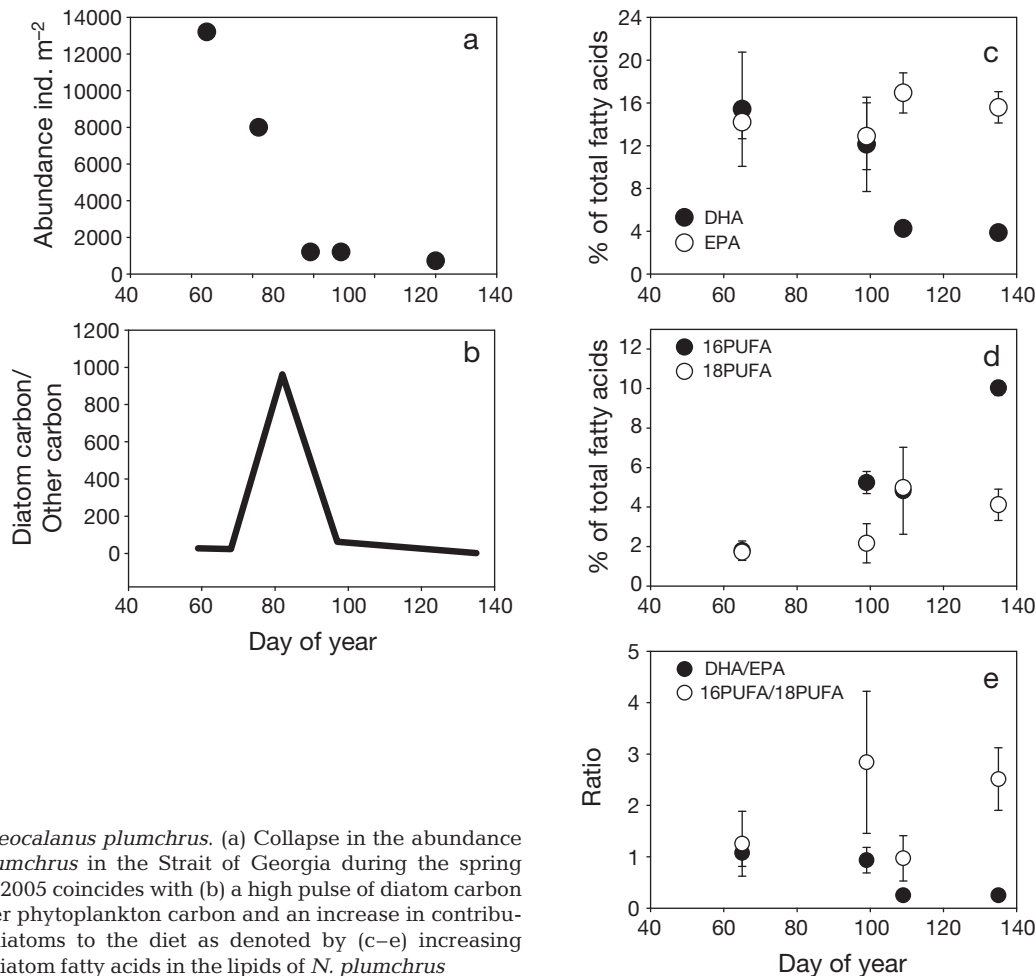 14000
12000
10000
8000
6000
4000
2000
0
Abundance ind. m⁻²
a
40 60 80 100 120 140
1200
1000
800
600
400
200
0
Diatom carbon/
Other carbon
b
40 60 80 100 120 140
Day of year
24
20
16
12
8
4
0
% of total fatty acids
c
DHA
EPA
40 60 80 100 120 140
12
10
8
6
4
2
0
% of total fatty acids
d
16PUFA
18PUFA
40 60 80 100 120 140
5
4
3
2
1
0
Ratio
e
DHA/EPA
16PUFA/18PUFA
40 60 80 100 120 140
Day of year
eocalanus plumchrus. (a) Collapse in the abundance
umchrus in the Strait of Georgia during the spring
2005 coincides with (b) a high pulse of diatom carbon
er phytoplankton carbon and an increase in contribu-
diatoms to the diet as denoted by (c–e) increasing
diatom fatty acids in the lipids of N. plumchrus